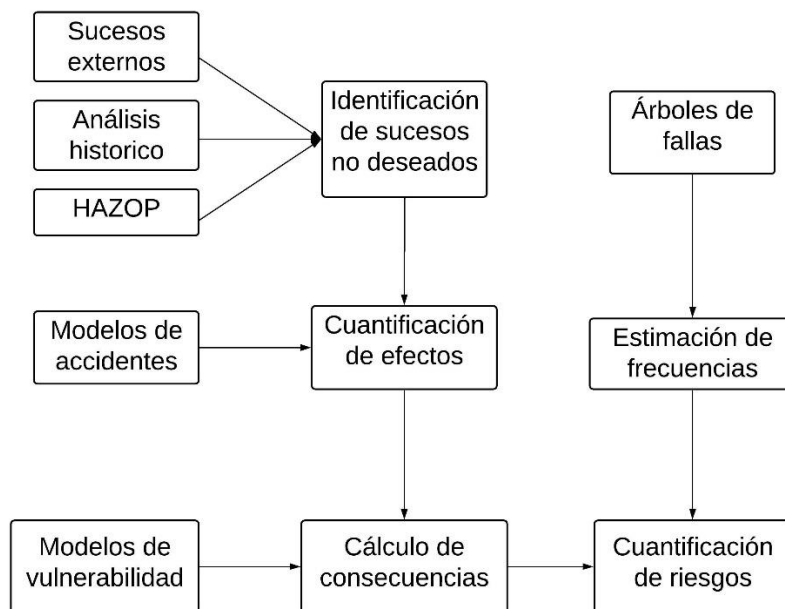 Sucesos
externos
Análisis
historico
HAZOP
Identificación
de sucesos
no deseados
Árboles de
fallas
Modelos de
accidentes
Cuantificación
de efectos
Estimación de
frecuencias
Modelos de
vulnerabilidad
Cálculo de
consecuencias
Cuantificación
de riesgos